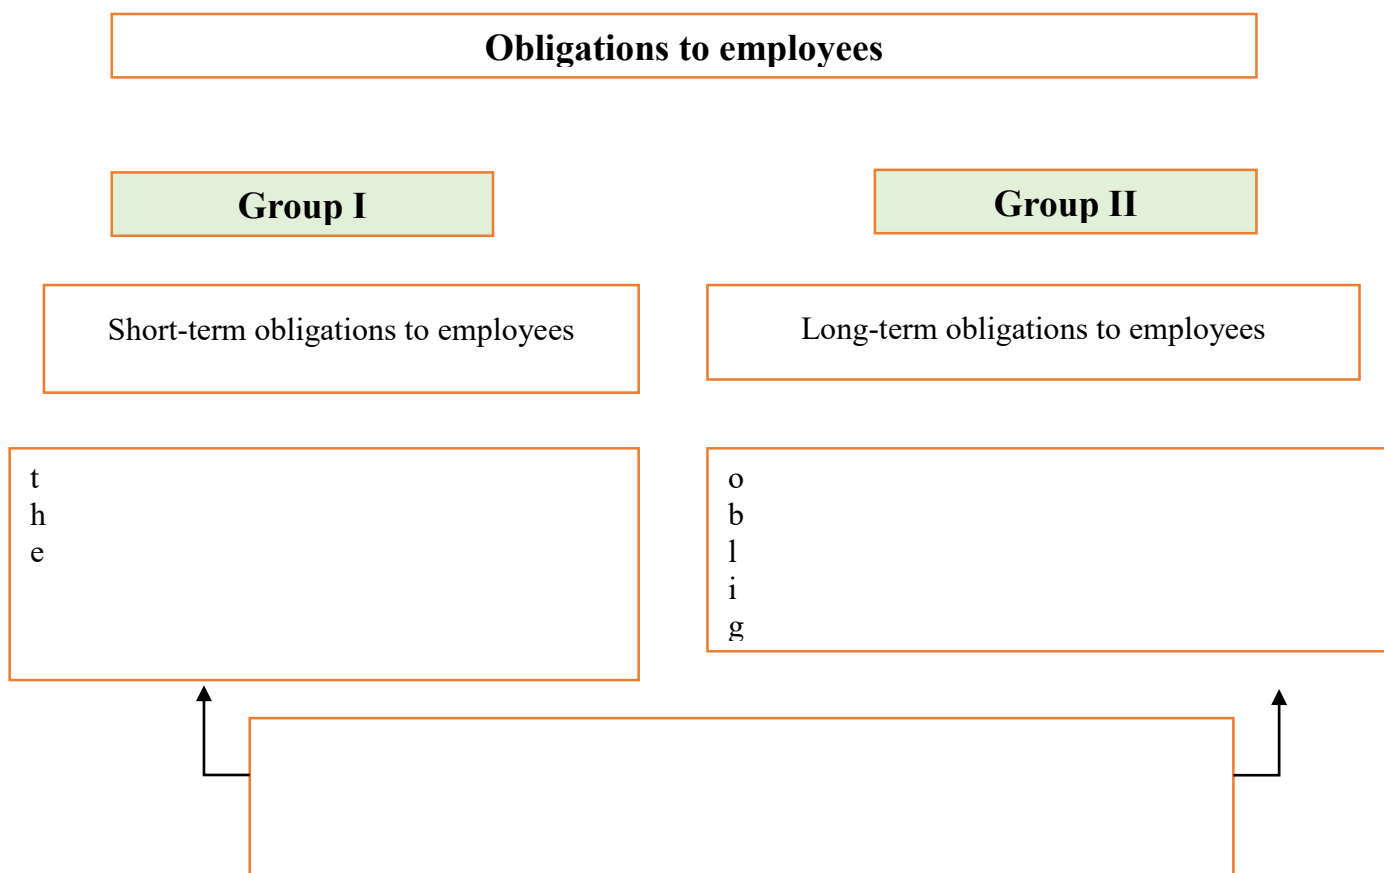 Obligations to employees
Group I
Group II
Short-term obligations to employees
Long-term obligations to employees
t
h
e
o
b
l
i
g